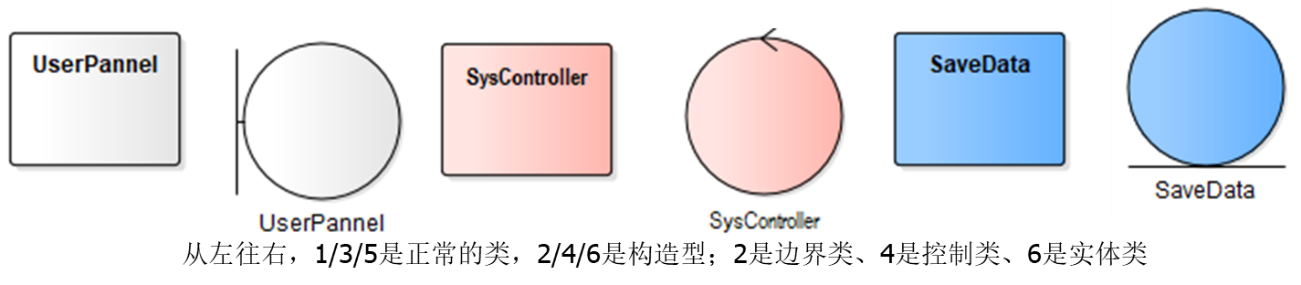 UserPannel
UserPannel
SysController
SysController
SaveData
SaveData
从左往右，1/3/5是正常的类，2/4/6是构造型；2是边界类、4是控制类、6是实体类